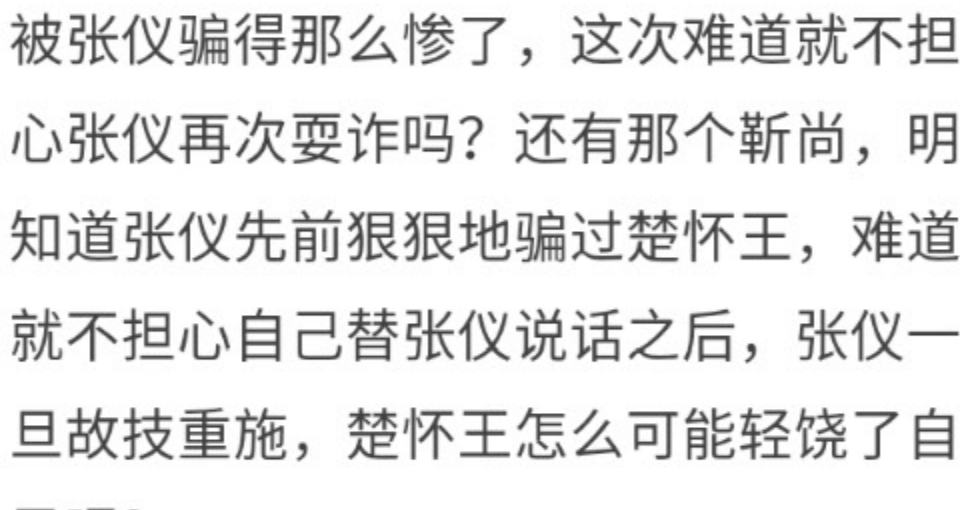 被张仪骗得那么惨了，这次难道就不担
心张仪再次耍诈吗？还有那个靳尚，明
知道张仪先前狠狠地骗过楚怀王，难道
就不担心自己替张仪说话之后，张仪一
旦故技重施，楚怀王怎么可能轻饶了自